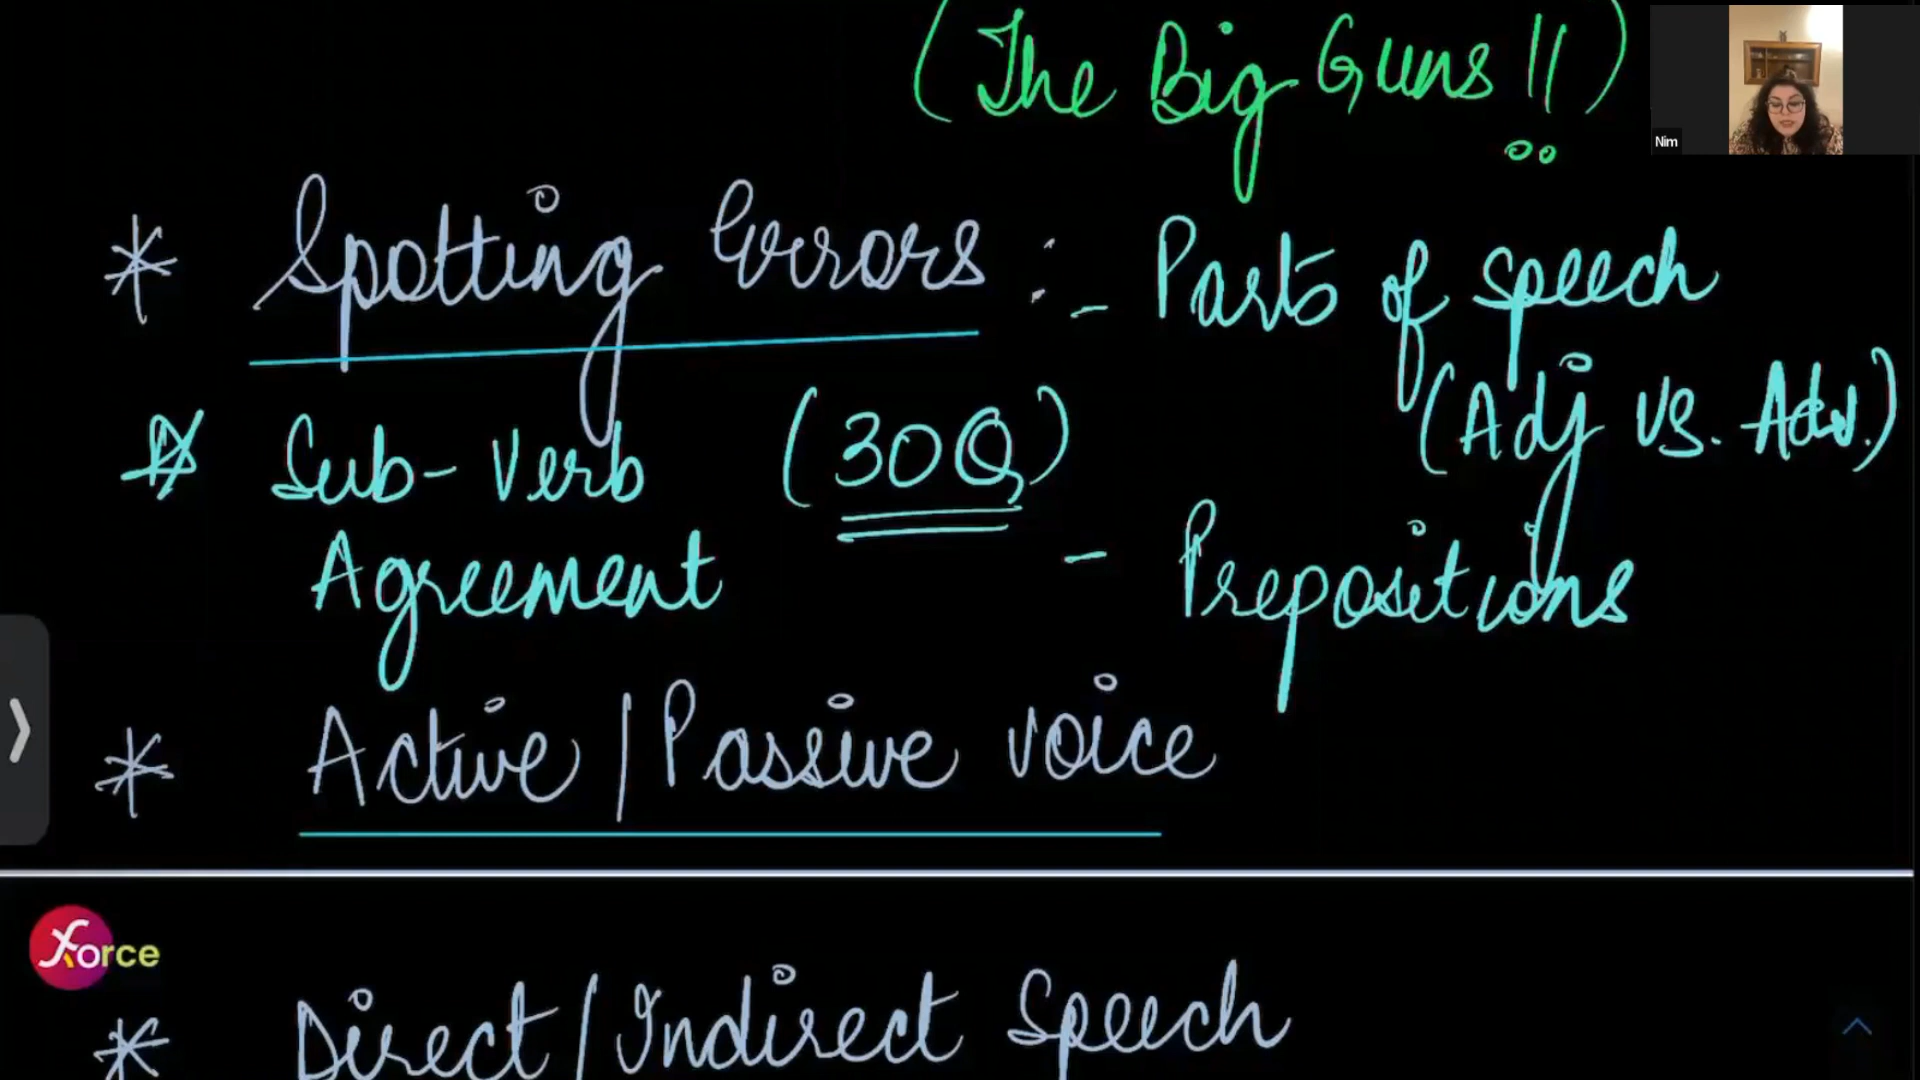 (The Big Guns !!)
Nim
* Spotting Errors :- Parts of speech
(Adj vs. Adv.)
Sub-Verb (30Q)
Agreement
- Prepositions
* Active/Passive voice
Xforce
* Direct/Indirect Speech